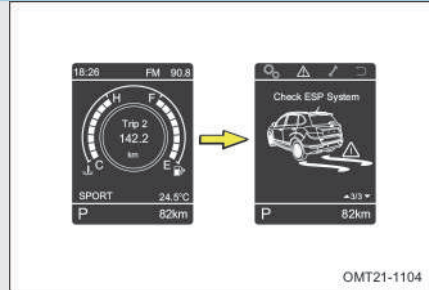 18:26 FM 90.8
H F
Trip 2
142.2
km
C E
SPORT 24.5°C
P 82km
Check ESP System
3/3
P 82km
OMT21-1104